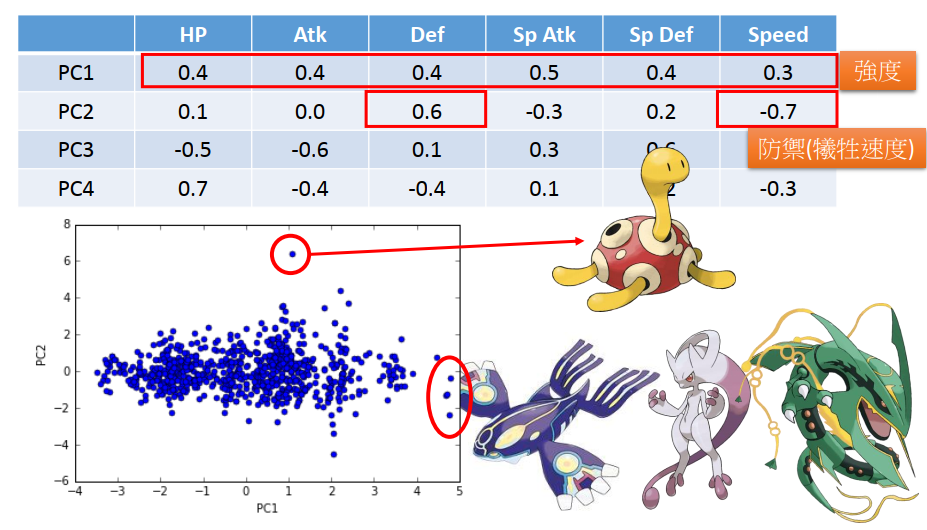 HP Atk Def Sp Atk Sp Def Speed
PC1 0.4 0.4 0.4 0.5 0.4 0.3 強度
PC2 0.1 0.0 0.6 -0.3 0.2 -0.7
PC3 -0.5 -0.6 0.1 0.3 防禦(犧牲速度)
PC4 0.7 -0.4 -0.4 0.1 -0.3
8
6
4
2
0
−2
−4
−6
PC2
−4 −3 −2 −1 0 1 2 3 4 5
PC1